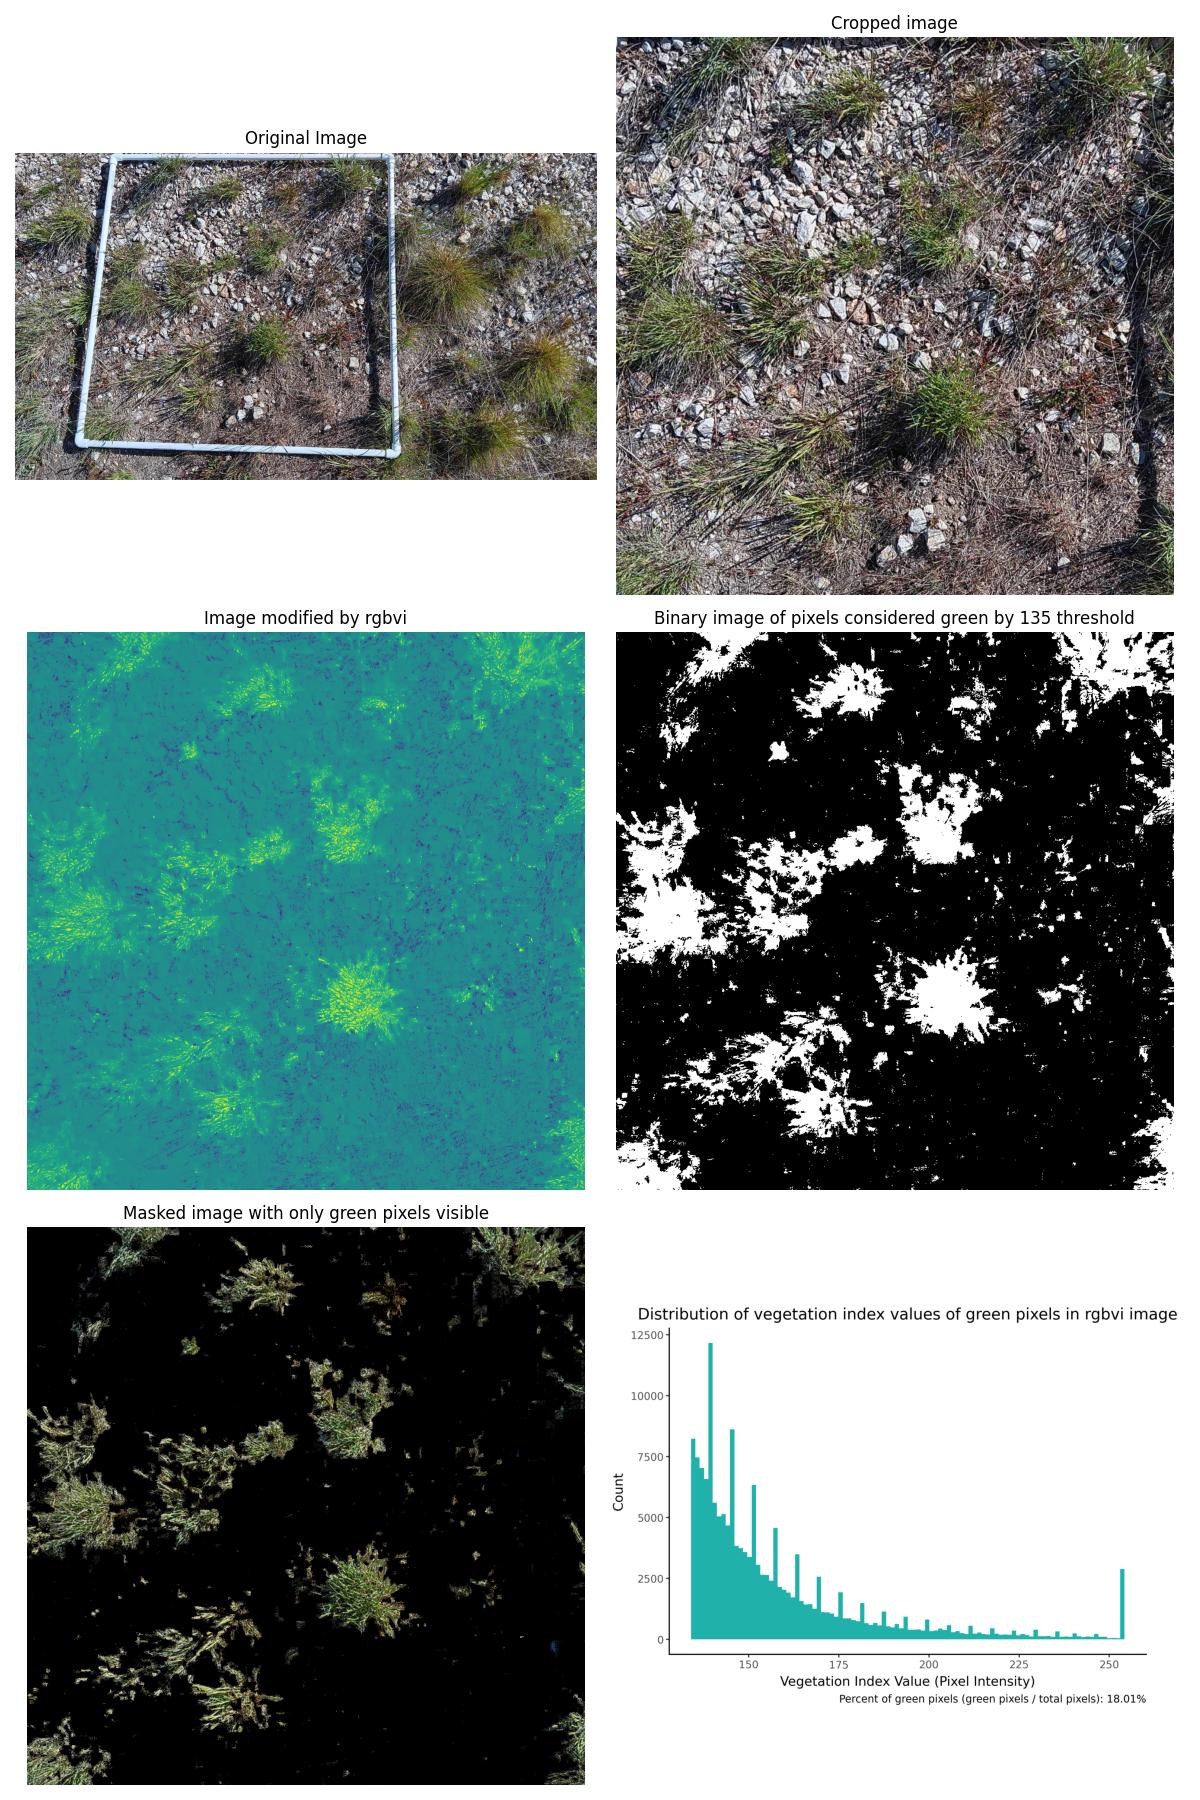 Original Image
Cropped image
Image modified by rgbvi
Binary image of pixels considered green by 135 threshold
Masked image with only green pixels visible
Distribution of vegetation index values of green pixels in rgbvi image
12500
10000
7500
5000
2500
0
Count
150 175 200 225 250
Vegetation Index Value (Pixel Intensity)
Percent of green pixels (green pixels / total pixels): 18.01%